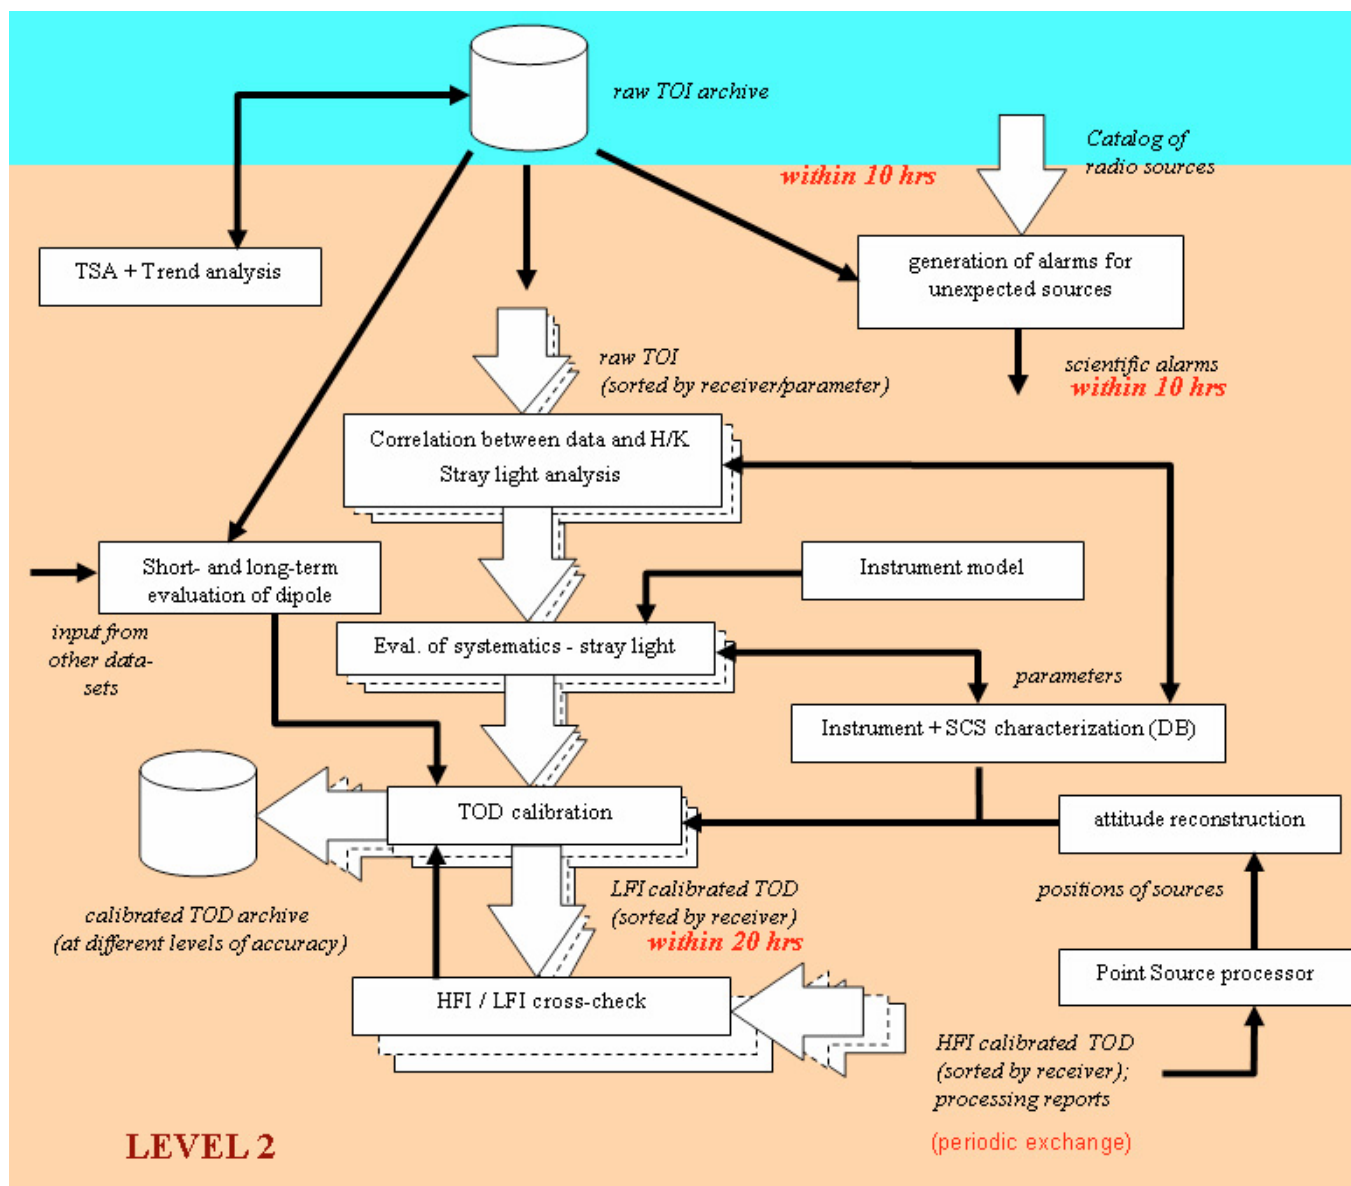 raw TOI archive
Catalog of
radio sources
within 10 hrs
TSA + Trend analysis
generation of alarms for
unexpected sources
raw TOI
(sorted by receiver/parameter)
scientific alarms
within 10 hrs
Correlation between data and H/K
Stray light analysis
Short- and long-term
evaluation of dipole
Instrument model
input from
other data-
sets
Eval. of systematics - stray light
parameters
Instrument + SCS characterization (DB)
TOD calibration
attitude reconstruction
calibrated TOD archive
(at different levels of accuracy)
LFI calibrated TOD
(sorted by receiver)
within 20 hrs
positions of sources
Point Source processor
HFI / LFI cross-check
HFI calibrated TOD
(sorted by receiver);
processing reports
(periodic exchange)
LEVEL 2